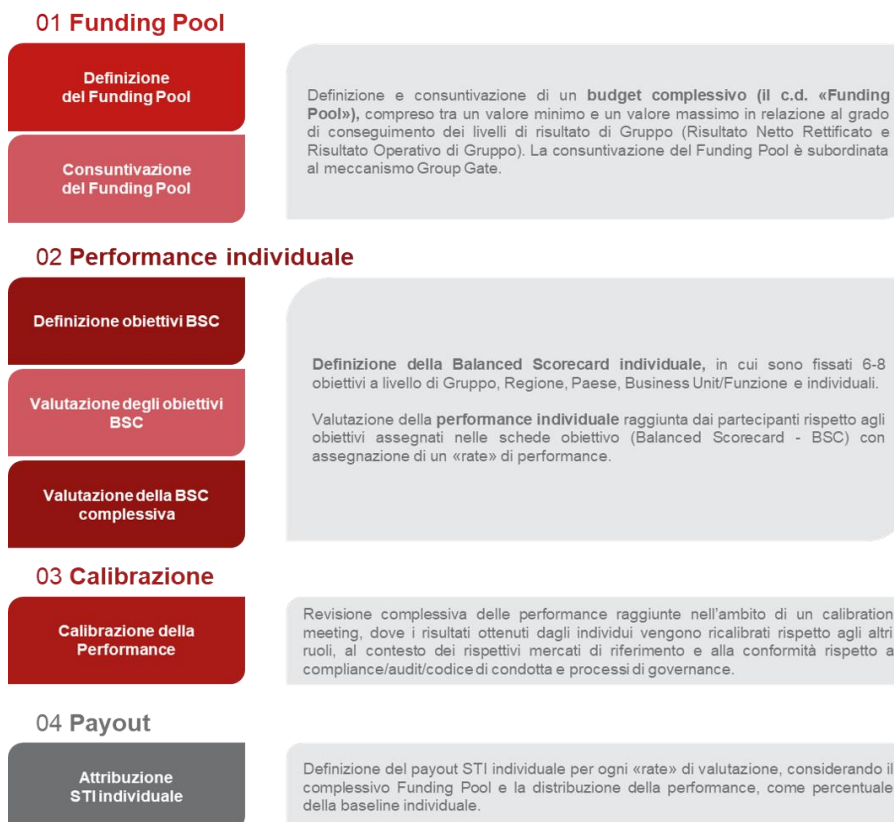 01 Funding Pool
Definizione
del Funding Pool
Definizione e consuntivazione di un budget complessivo (il c.d. «Funding
Pool»), compreso tra un valore minimo e un valore massimo in relazione al grado
di conseguimento dei livelli di risultato di Gruppo (Risultato Netto Rettificato e
Risultato Operativo di Gruppo). La consuntivazione del Funding Pool è subordinata
al meccanismo Group Gate.
Consuntivazione
del Funding Pool
02 Performance individuale
Definizione obiettivi BSC
Valutazione degli obiettivi
BSC
Valutazione della BSC
complessiva
Definizione della Balanced Scorecard individuale, in cui sono fissati 6-8
obiettivi a livello di Gruppo, Regione, Paese, Business Unit/Funzione e individuali.
Valutazione della performance individuale raggiunta dai partecipanti rispetto agli
obiettivi assegnati nelle schede obiettivo (Balanced Scorecard - BSC) con
assegnazione di un «rate» di performance.
03 Calibrazione
Calibrazione della
Performance
Revisione complessiva delle performance raggiunte nell'ambito di un calibration
meeting, dove i risultati ottenuti dagli individui vengono ricalibrati rispetto agli altri
ruoli, al contesto dei rispettivi mercati di riferimento e alla conformità rispetto a
compliance/audit/codice di condotta e processi di governance.
04 Payout
Attribuzione
STI individuale
Definizione del payout STI individuale per ogni «rate» di valutazione, considerando il
complessivo Funding Pool e la distribuzione della performance, come percentuale
della baseline individuale.